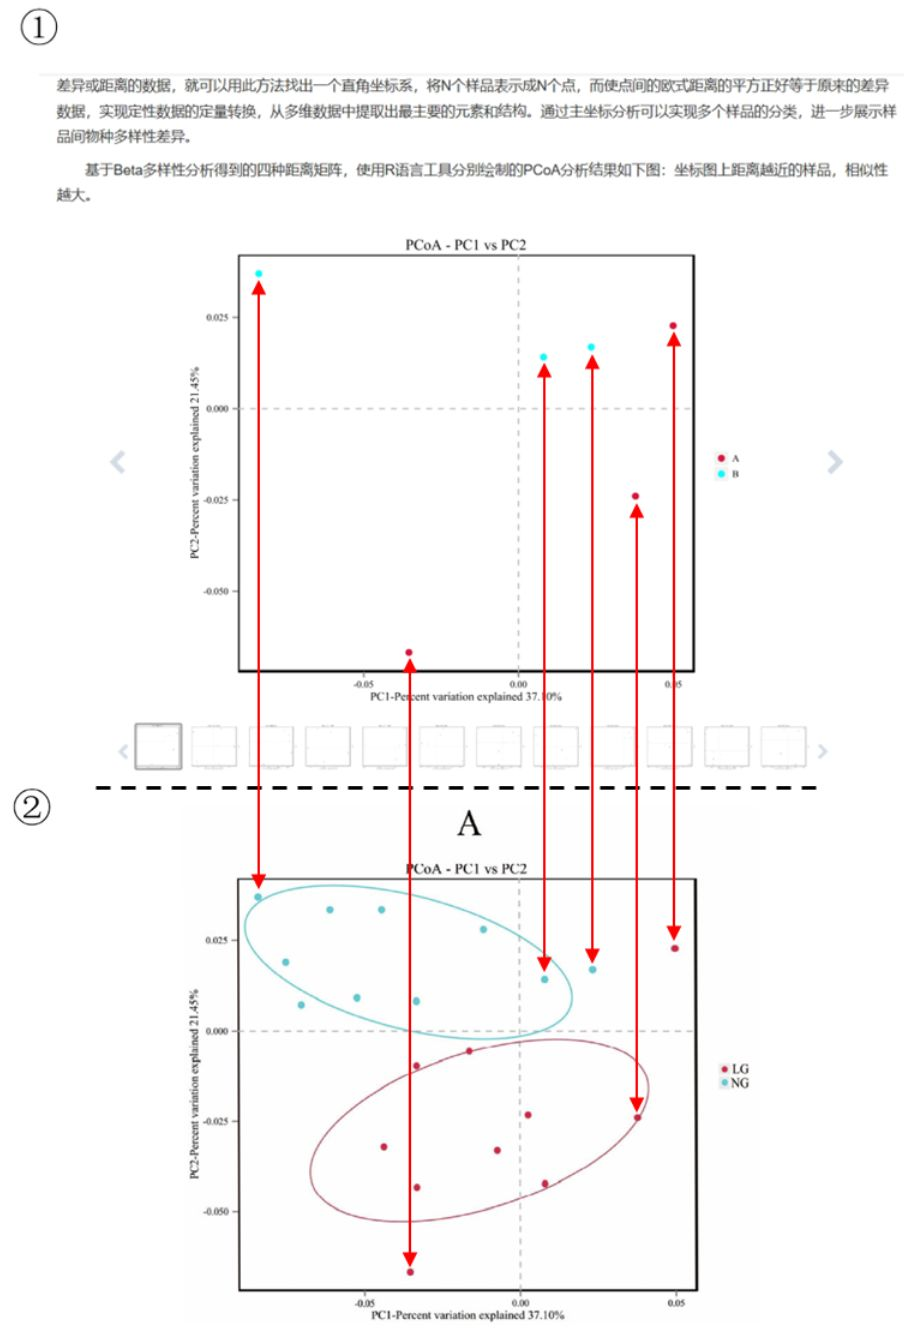 ①
差异或距离的数据，就可以用此方法找出一个直角坐标系，将N个样品表示成N个点，而使点间的欧式距离的平方正好等于原来的差异
数据，实现定性数据的定量转换，从多维数据中提取出最主要的元素和结构。通过主坐标分析可以实现多个样品的分类，进一步展示样
品间物种多样性差异。
基于Beta多样性分析得到的四种距离矩阵，使用R语言工具分别绘制的PCoA分析结果如下图：坐标图上距离越近的样品，相似性
越大。
PCoA - PC1 vs PC2
PC2-Percent variation explained 21.45%
0.025
0.000
-0.025
-0.050
A
B
-0.05
0.00
0.05
PC1-Percent variation explained 37.10%
②
A
PCoA - PC1 vs PC2
PC2-Percent variation explained 21.45%
0.025
0.000
-0.025
-0.050
LG
NG
-0.05
0.00
0.05
PC1-Percent variation explained 37.10%